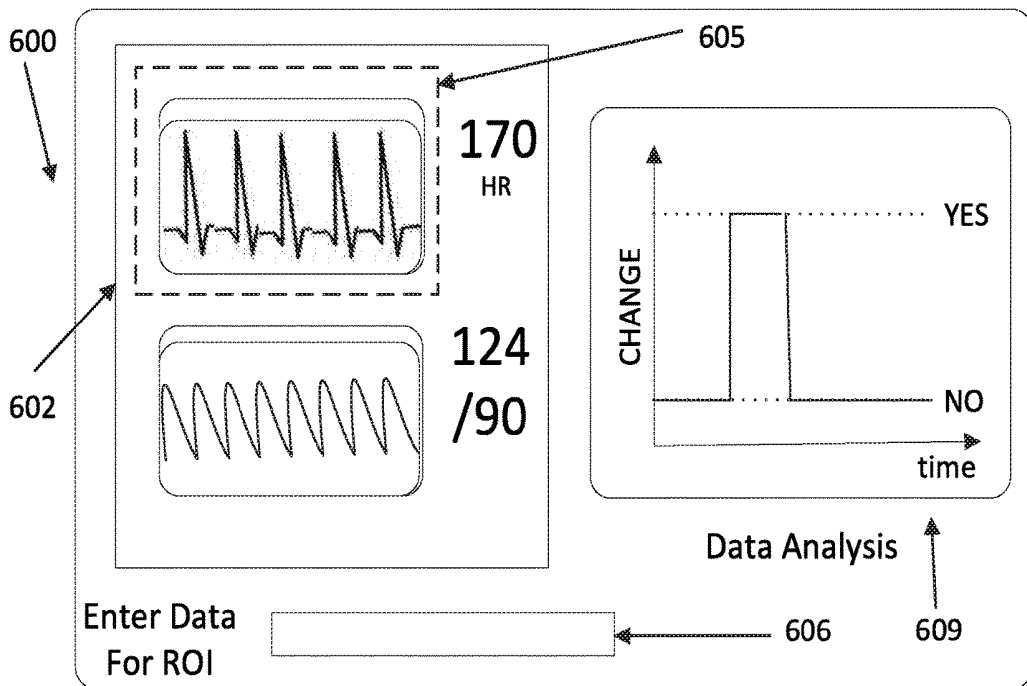 600
605
170
HR
YES
CHANGE
124
/90
602
NO
time
Data Analysis
Enter Data
For ROI
606
609